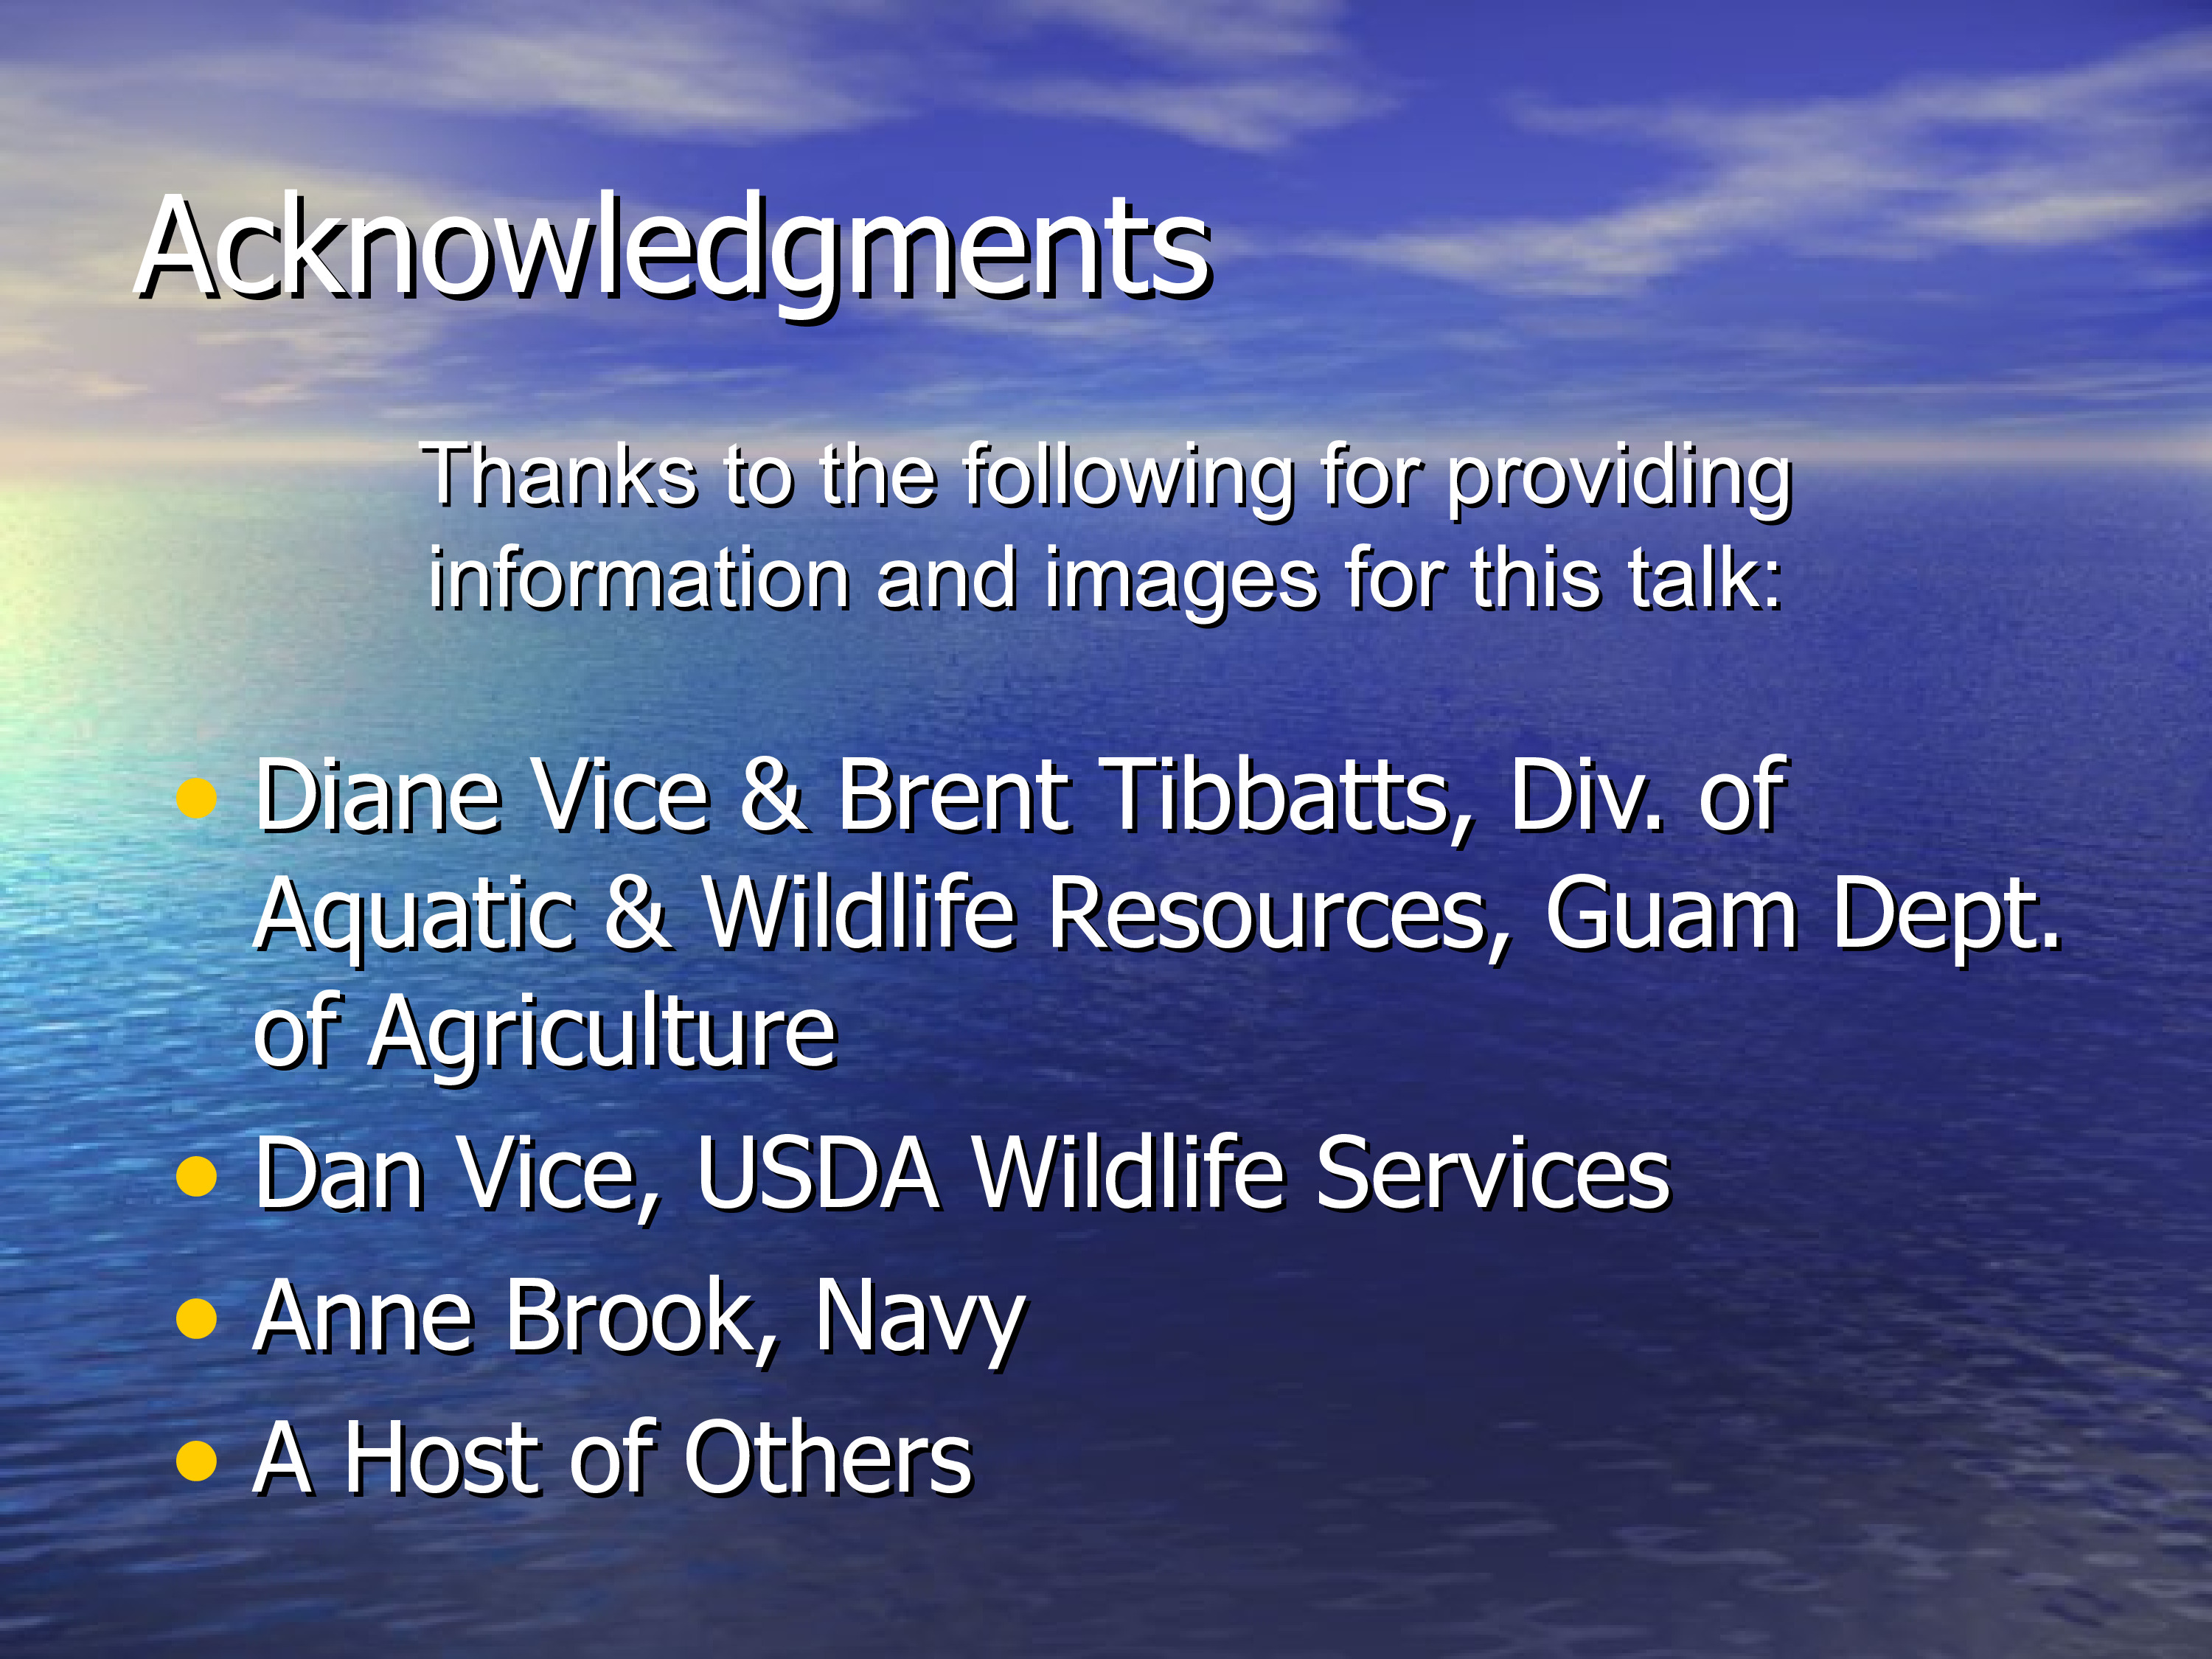 Acknowledgments
Thanks to the following for providing
information and images for this talk:
• Diane Vice & Brent Tibbatts, Div. of
Aquatic & Wildlife Resources, Guam Dept.
of Agriculture
• Dan Vice, USDA Wildlife Services
• Anne Brook, Navy
• A Host of Others